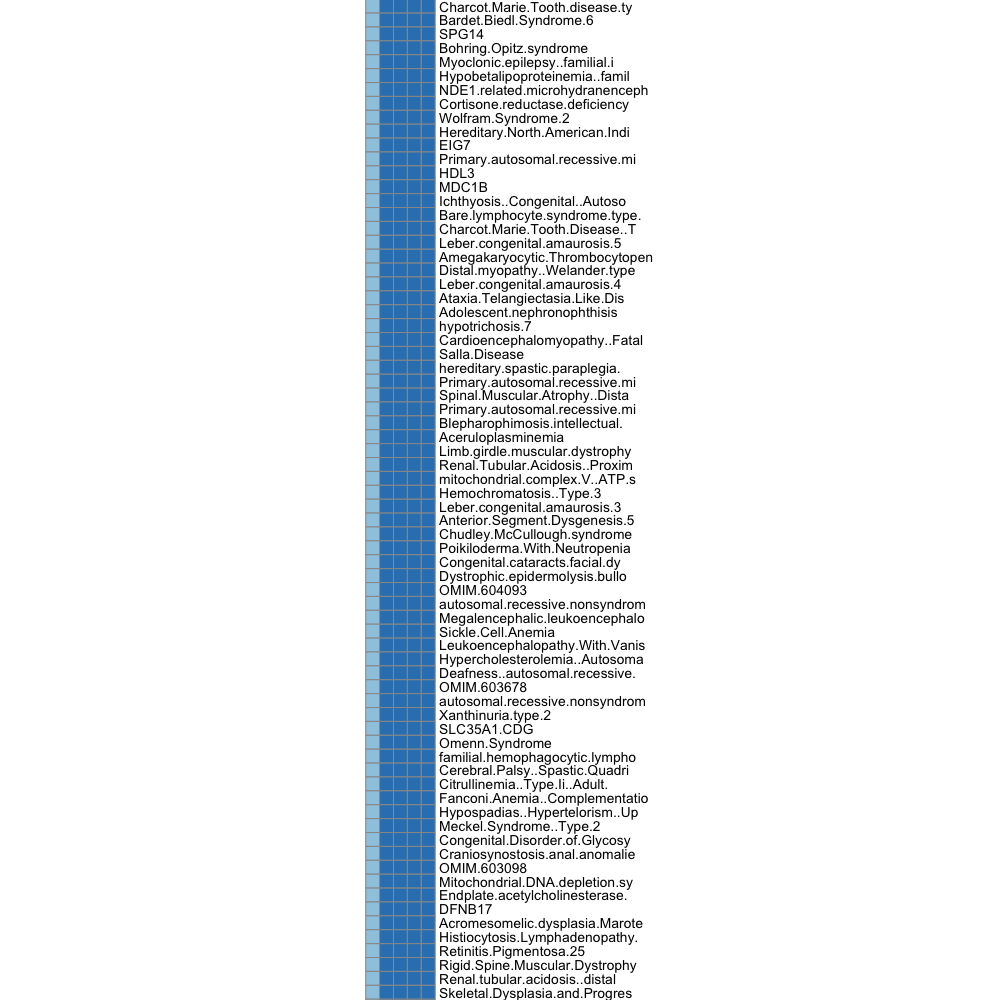 Charcot.Marie.Tooth.disease.ty
Bardet.Biedl.Syndrome.6
SPG14
Bohring.Opitz.syndrome
Myoclonic.epilepsy..familial.i
Hypobetalipoproteinemia..famil
NDE1.related.microhydranenceph
Cortisone.reductase.deficiency
Wolfram.Syndrome.2
Hereditary.North.American.Indi
EIG7
Primary.autosomal.recessive.mi
HDL3
MDC1B
Ichthyosis..Congenital..Autoso
Bare.lymphocyte.syndrome.type.
Charcot.Marie.Tooth.Disease..T
Leber.congenital.amaurosis.5
Amegakaryocytic.Thrombocytopen
Distal.myopathy..Welander.type
Leber.congenital.amaurosis.4
Ataxia.Telangiectasia.Like.Dis
Adolescent.nephronophthisis
hypotrichosis.7
Cardioencephalomyopathy..Fatal
Salla.Disease
hereditary.spastic.paraplegia.
Primary.autosomal.recessive.mi
Spinal.Muscular.Atrophy..Dista
Primary.autosomal.recessive.mi
Blepharophimosis.intellectual.
Aceruloplasminemia
Limb.girdle.muscular.dystrophy
Renal.Tubular.Acidosis..Proxim
mitochondrial.complex.V..ATP.s
Hemochromatosis..Type.3
Leber.congenital.amaurosis.3
Anterior.Segment.Dysgenesis.5
Chudley.McCullough.syndrome
Poikiloderma.With.Neutropenia
Congenital.cataracts.facial.dy
Dystrophic.epidermolysis.bullo
OMIM.604093
autosomal.recessive.nonsyndrom
Megalencephalic.leukoencephalo
Sickle.Cell.Anemia
Leukoencephalopathy.With.Vanis
Hypercholesterolemia..Autosoma
Deafness..autosomal.recessive.
OMIM.603678
autosomal.recessive.nonsyndrom
Xanthinuria.type.2
SLC35A1.CDG
Omenn.Syndrome
familial.hemophagocytic.lympho
Cerebral.Palsy..Spastic.Quadri
Citrullinemia..Type.Ii..Adult.
Fanconi.Anemia..Complementatio
Hypospadias..Hypertelorism..Up
Meckel.Syndrome..Type.2
Congenital.Disorder.of.Glycosy
Craniosynostosis.anal.anomalie
OMIM.603098
Mitochondrial.DNA.depletion.sy
Endplate.acetylcholinesterase.
DFNB17
Acromesomelic.dysplasia.Marote
Histiocytosis.Lymphadenopathy.
Retinitis.Pigmentosa.25
Rigid.Spine.Muscular.Dystrophy
Renal.tubular.acidosis..distal
Skeletal.Dysplasia.and.Progres